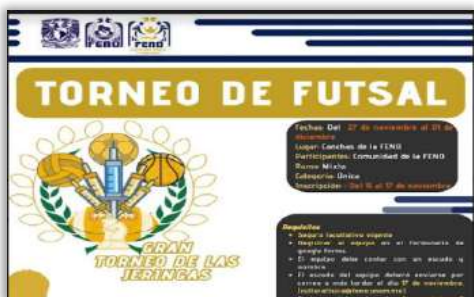 FENO
FENO
TORNEO DE FUTSAL
Fechas: Del 27 de noviembre al 01 de
diciembre
Lugar: Canchas de la FENO
Participantes: Comunidad de la FENO
Rama: Mixta
Categoría: Única
Inscripción: Del 15 al 17 de noviembre
GRAN
TORNEO DE LAS
JERINGAS
Requisitos
Seguro facultativo vigente
Registrar al equipo en el formulario de
google forms.
El equipo debe contar con un escudo y
nombre
El escudo del equipo deberá enviarse por
correo a más tardar el día 17 de noviembre.